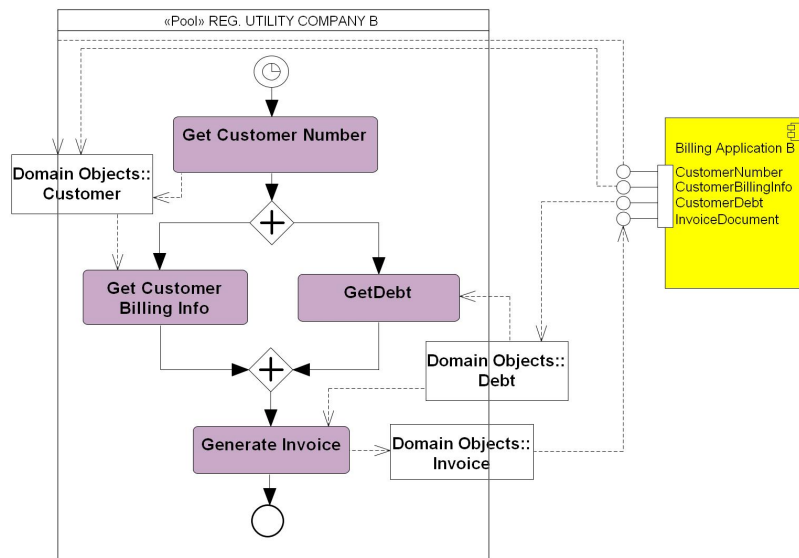 «Pool» REG. UTILITY COMPANY B
Get Customer Number
Billing Application B
Domain Objects::
Customer
CustomerNumber
CustomerBillingInfo
CustomerDebt
InvoiceDocument
Get Customer
Billing Info
GetDebt
Domain Objects::
Debt
Generate Invoice
Domain Objects::
Invoice